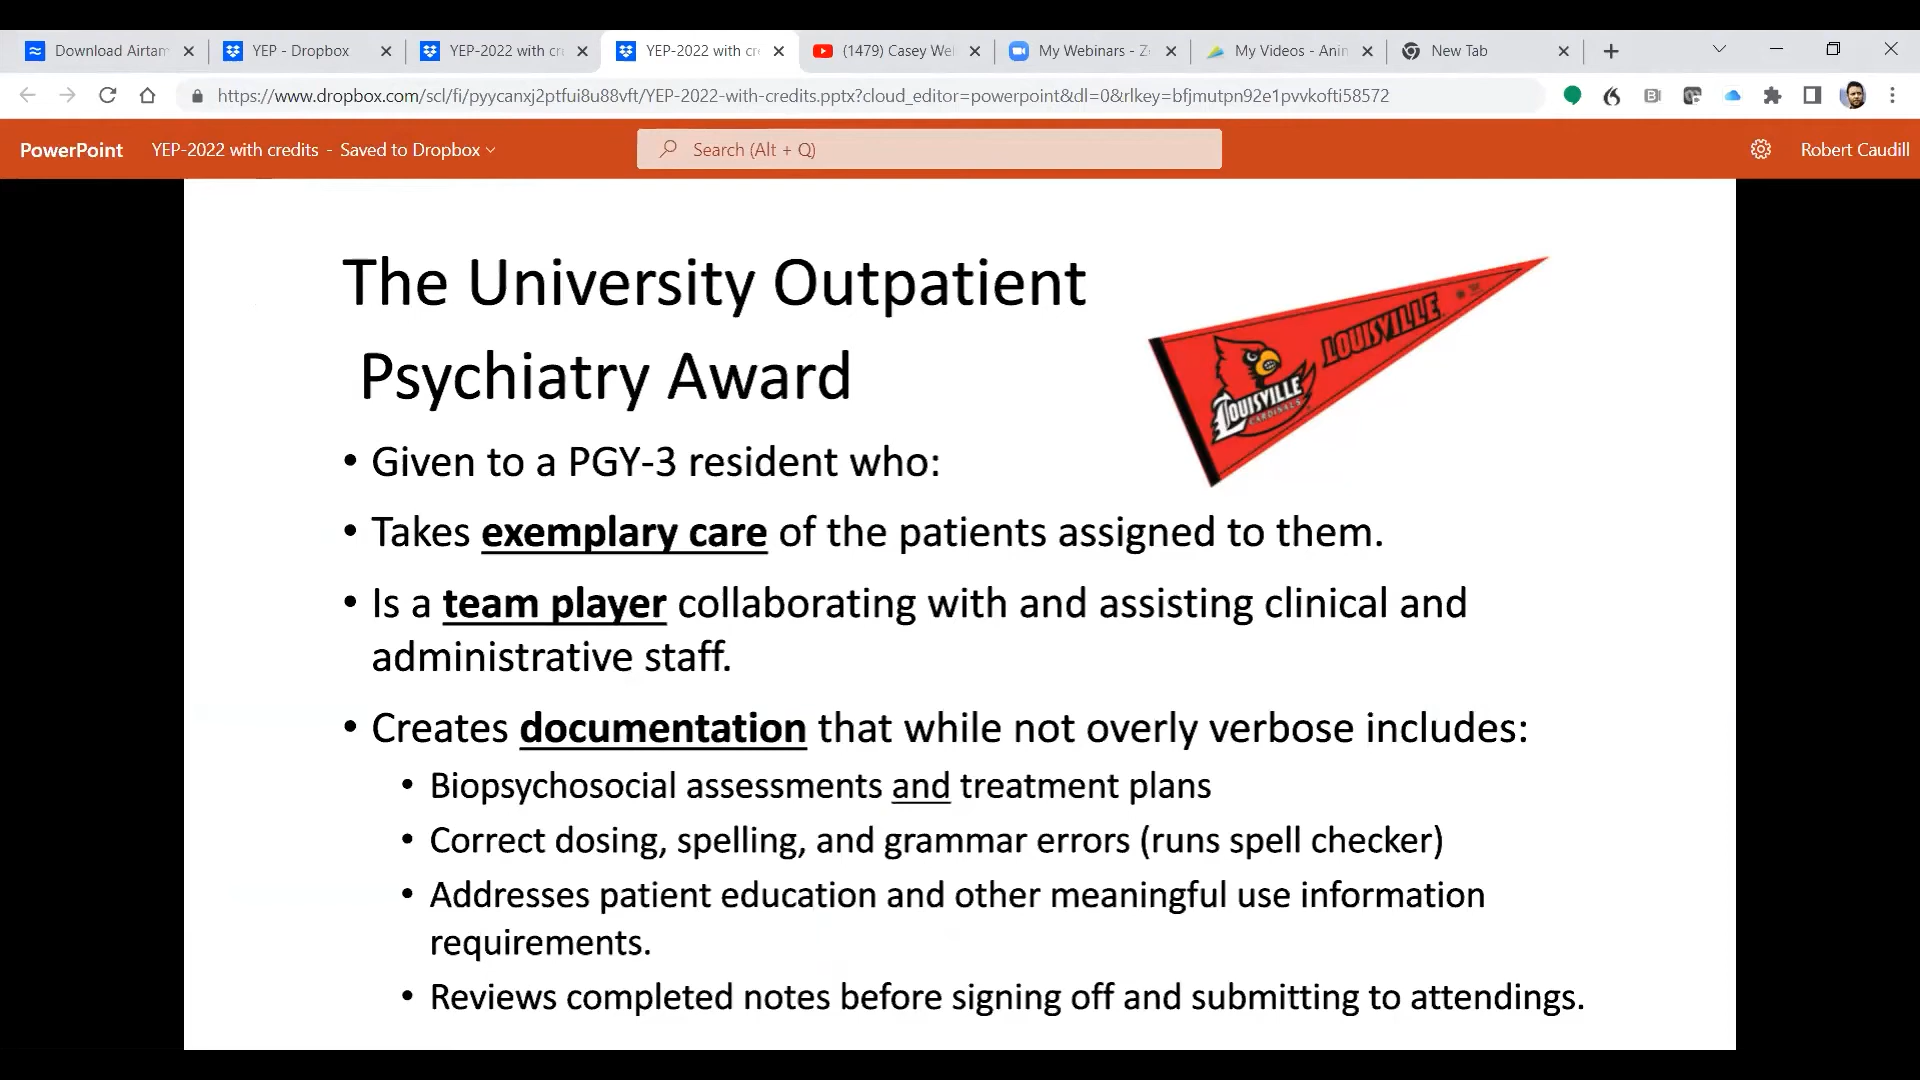 Download Airtam
YEP - Dropbox
YEP-2022 with cre
YEP-2022 with cre
(1479) Casey Wel
My Webinars - Zo
My Videos - Anim
New Tab
https://www.dropbox.com/scl/fi/pyycanxj2ptfui8u88vft/YEP-2022-with-credits.pptx?cloud_editor=powerpoint&dl=0&rlkey=bfjmutpn92e1pvvkofti58572
PowerPoint
YEP-2022 with credits - Saved to Dropbox
Search (Alt + Q)
Robert Caudill
The University Outpatient
Psychiatry Award
LOUISVILLE
LOUISVILLE
CARDINALS
• Given to a PGY-3 resident who:
• Takes exemplary care of the patients assigned to them.
• Is a team player collaborating with and assisting clinical and
administrative staff.
• Creates documentation that while not overly verbose includes:
• Biopsychosocial assessments and treatment plans
• Correct dosing, spelling, and grammar errors (runs spell checker)
• Addresses patient education and other meaningful use information
requirements.
• Reviews completed notes before signing off and submitting to attendings.